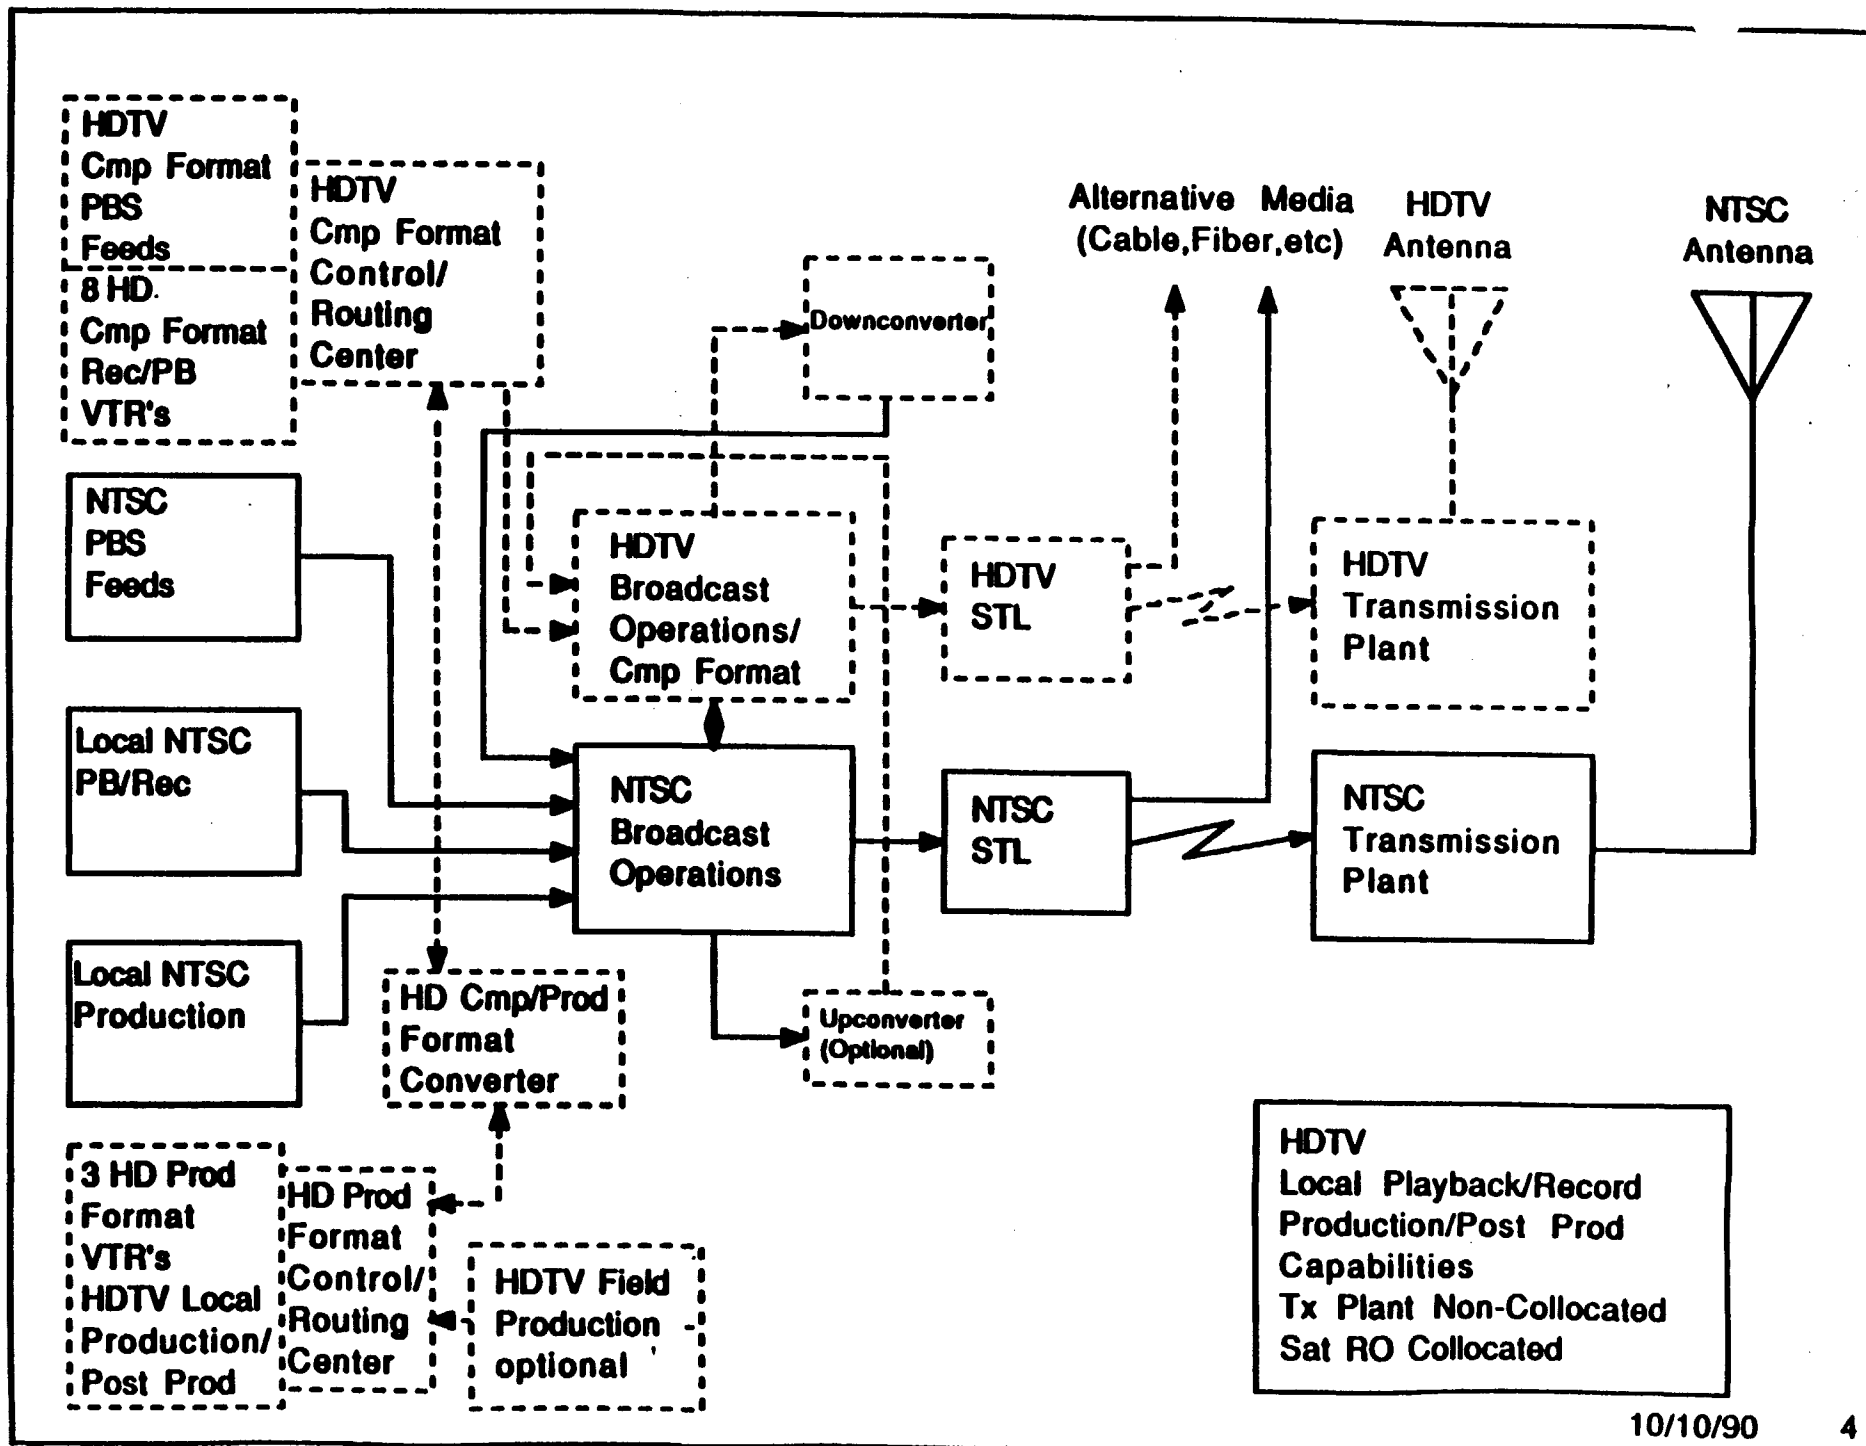 HDTV
Cmp Format
PBS
Feeds
8 HD
Cmp Format
Rec/PB
VTR's
HDTV
Cmp Format
Control/
Routing
Center
Downconverter
Alternative Media
(Cable,Fiber,etc)
HDTV
Antenna
NTSC
Antenna
NTSC
PBS
Feeds
HDTV
Broadcast
Operations/
Cmp Format
HDTV
STL
HDTV
Transmission
Plant
Local NTSC
PB/Rec
NTSC
Broadcast
Operations
NTSC
STL
NTSC
Transmission
Plant
Local NTSC
Production
HD Cmp/Prod
Format
Converter
Upconverter
(Optional)
3 HD Prod
Format
VTR's
HDTV Local
Production/
Post Prod
HD Prod
Format
Control/
Routing
Center
HDTV Field
Production
optional
HDTV
Local Playback/Record
Production/Post Prod
Capabilities
Tx Plant Non-Collocated
Sat RO Collocated
10/10/90 4